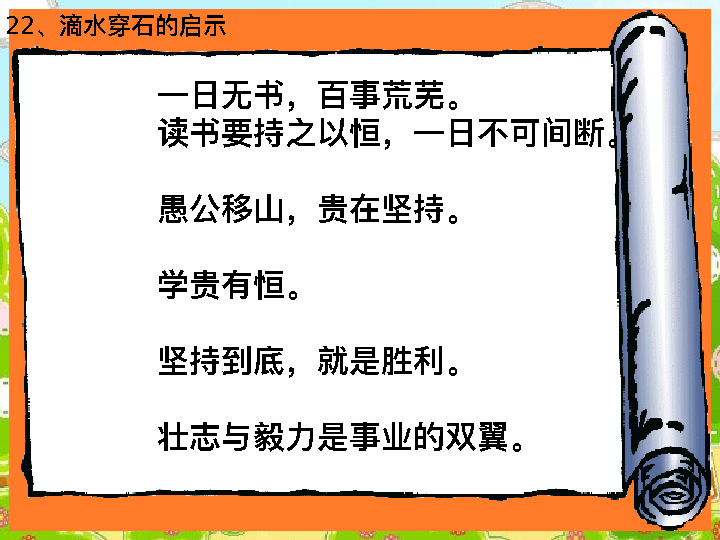 22、滴水穿石的启示
一日无书，百事荒芜。
读书要持之以恒，一日不可间断。
愚公移山，贵在坚持。
学贵有恒。
坚持到底，就是胜利。
壮志与毅力是事业的双翼。